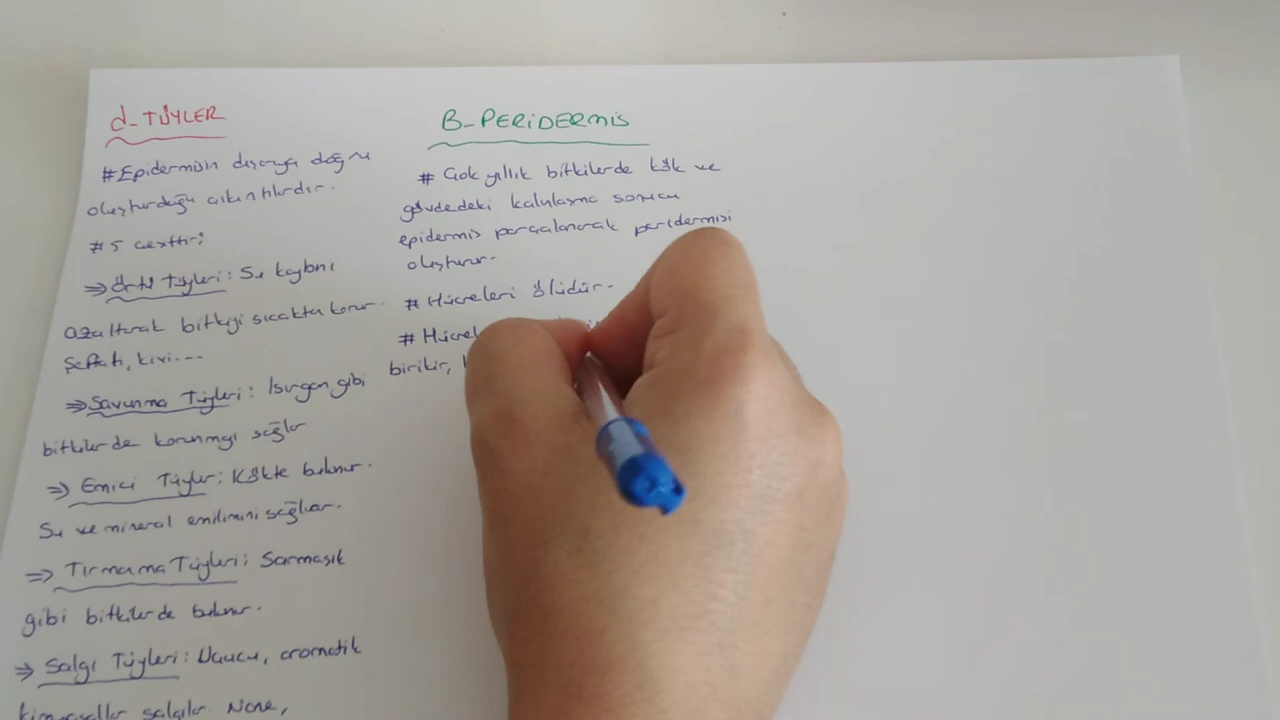 d-TÜYLER
#Epidermisin dışarıya doğru
oluşturduğu çıkıntılardır.
# 5 çeşittir;
⇒ Örtü Tüyleri: Su kaybını
azaltarak bitkiyi sıcaktan korur.
Şeftali, kivi---
⇒ Savunma Tüyleri: Isırgan gibi
bitkilerde korunmayı sağlar
⇒ Emici Tüyler: Kökte bulunur.
Su ve mineral emilimini sağlar.
⇒ Tırmanma Tüyleri: Sarmaşık
gibi bitkilerde bulunur.
⇒ Salgı Tüyleri: Uçucu, aromatik
kimyasallar salgılar Nane,
B-PERİDERMİS
# Çok yıllık bitkilerde kök ve
gövdedeki kalınlaşma sonucu
epidermis parçalanarak peridermisi
oluşturur.
# Hücreleri ölüdür.
# Hücrel
birikir,